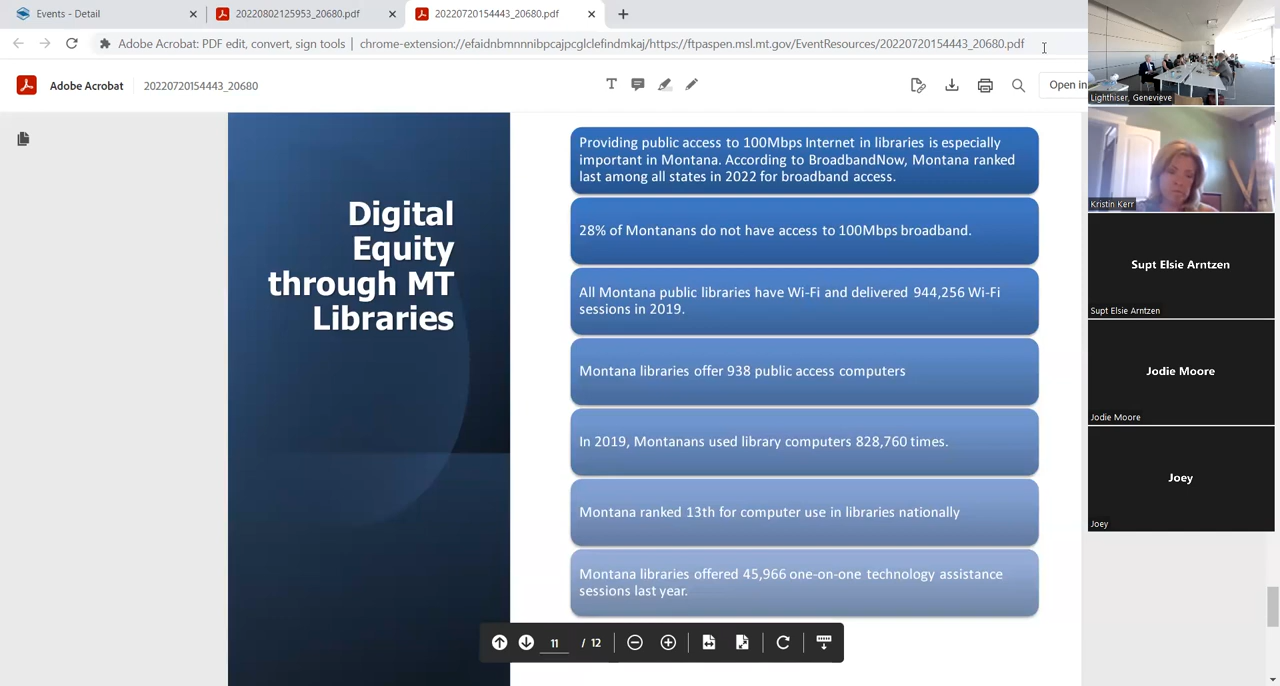 Events - Detail
20220802125953_20680.pdf
20220720154443_20680.pdf
Adobe Acrobat: PDF edit, convert, sign tools
chrome-extension://efaidnbmnnnibpcajpcglclefindmkaj/https://ftpaspen.msl.mt.gov/EventResources/20220720154443_20680.pdf
Adobe Acrobat
20220720154443_20680
Open in
Digital
Equity
through MT
Libraries
Providing public access to 100Mbps Internet in libraries is especially
important in Montana. According to BroadbandNow, Montana ranked
last among all states in 2022 for broadband access.
28% of Montanans do not have access to 100Mbps broadband.
All Montana public libraries have Wi-Fi and delivered 944,256 Wi-Fi
sessions in 2019.
Montana libraries offer 938 public access computers
In 2019, Montanans used library computers 828,760 times.
Montana ranked 13th for computer use in libraries nationally
Montana libraries offered 45,966 one-on-one technology assistance
sessions last year.
11 / 12
Lighthiser, Genevieve
Kristin Kerr
Supt Elsie Arntzen
Supt Elsie Arntzen
Jodie Moore
Jodie Moore
Joey
Joey